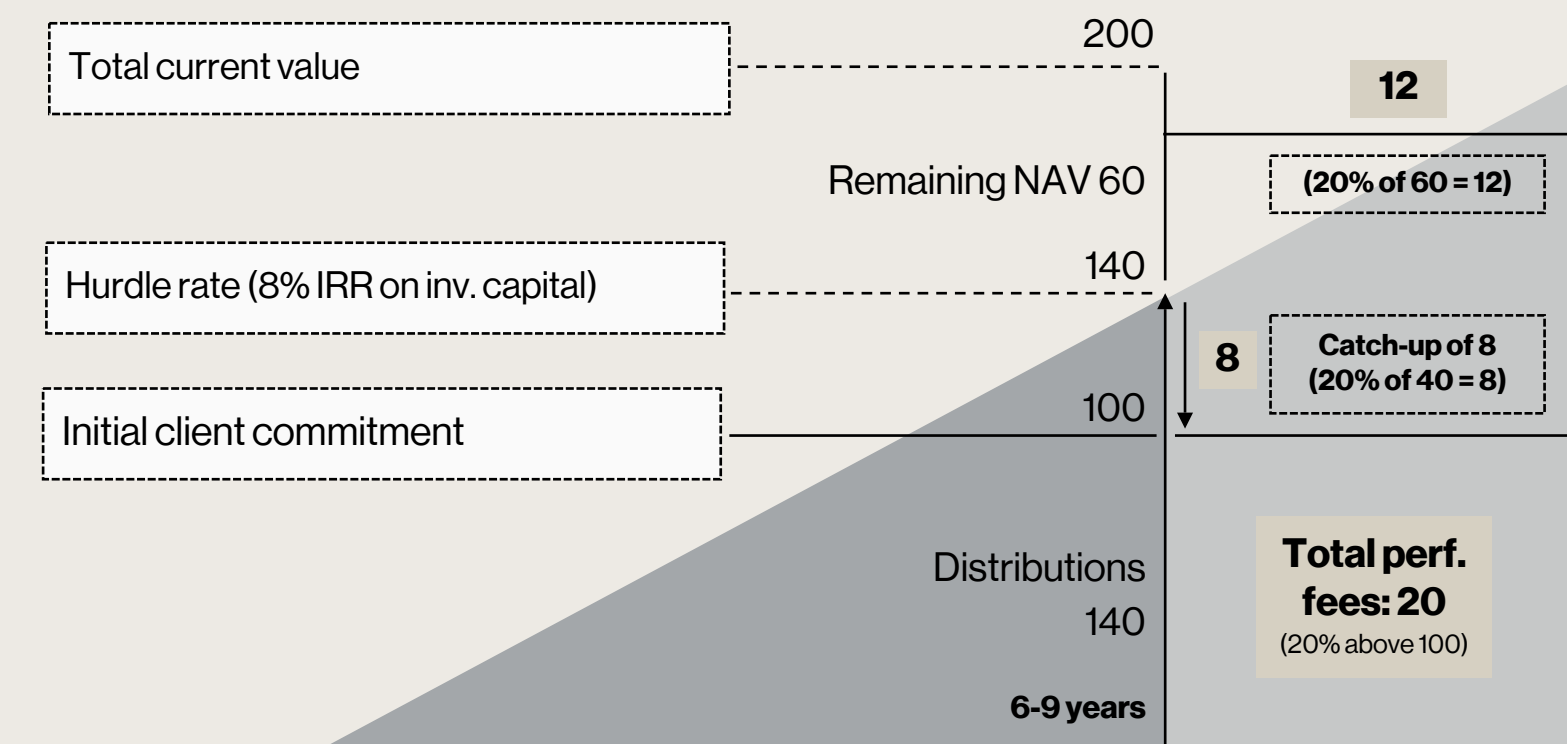 200
Total current value
12
Remaining NAV 60
(20% of 60 = 12)
140
Hurdle rate (8% IRR on inv. capital)
8
Catch-up of 8
(20% of 40 = 8)
100
Initial client commitment
Distributions
140
Total perf.
fees: 20
(20% above 100)
6-9 years